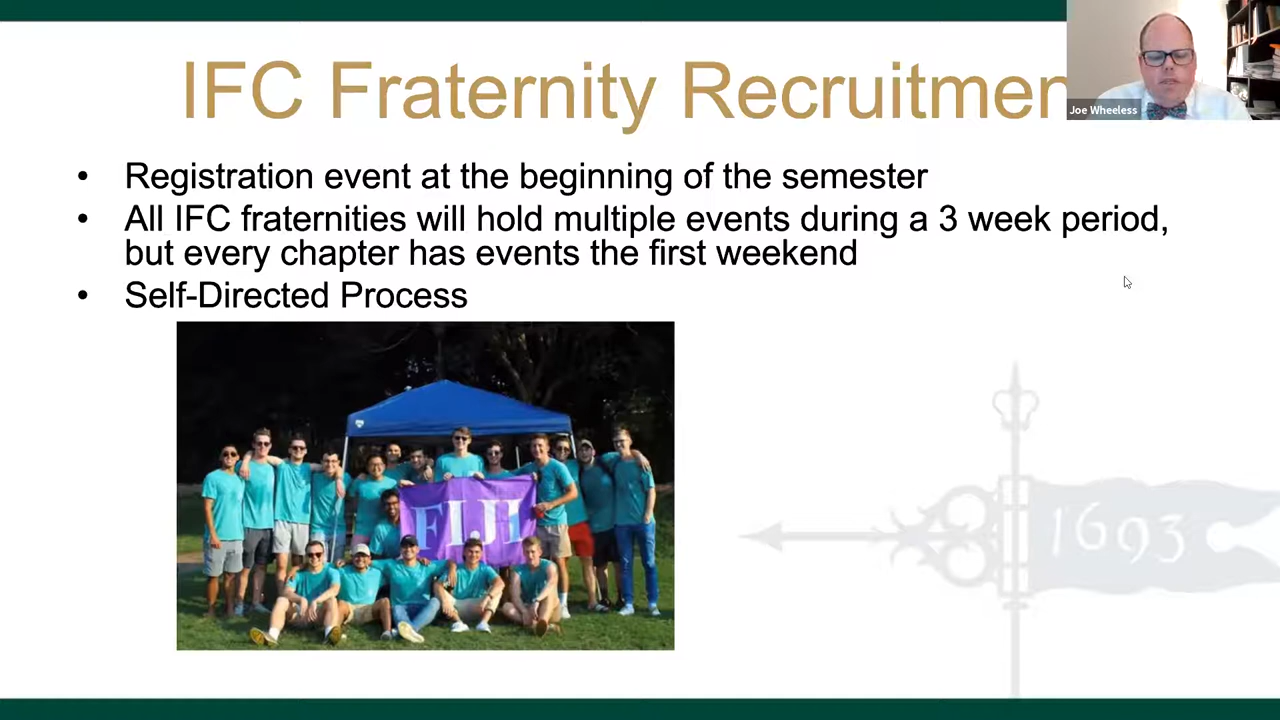 IFC Fraternity Recruitmen
Joe Wheeless
• Registration event at the beginning of the semester
• All IFC fraternities will hold multiple events during a 3 week period,
but every chapter has events the first weekend
• Self-Directed Process
FIJI
1693